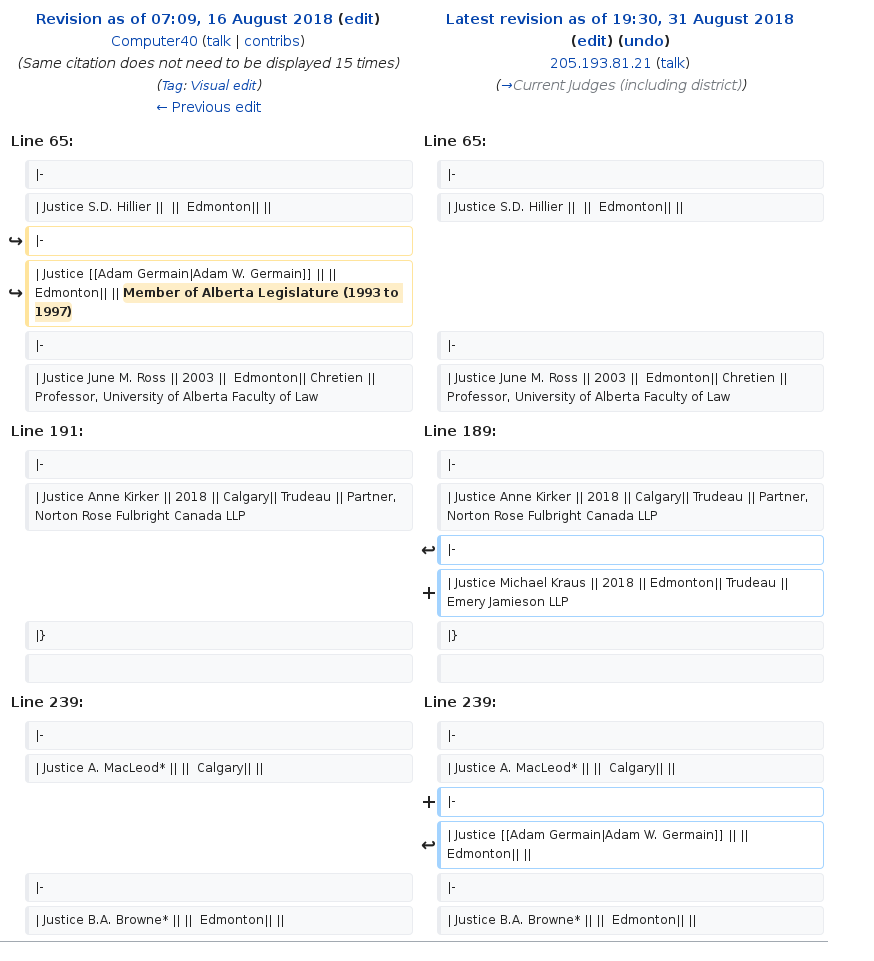 Revision as of 07:09, 16 August 2018 (edit)
Computer40 (talk | contribs)
(Same citation does not need to be displayed 15 times)
(Tag: Visual edit)
← Previous edit
Latest revision as of 19:30, 31 August 2018
(edit) (undo)
205.193.81.21 (talk)
(→Current Judges (including district))
Line 65:
Line 65:
|-
|-
| Justice S.D. Hillier ||  ||  Edmonton|| ||
| Justice S.D. Hillier ||  ||  Edmonton|| ||
|-
| Justice [[Adam Germain|Adam W. Germain]] || ||
Edmonton|| || Member of Alberta Legislature (1993 to
1997)
|-
|-
| Justice June M. Ross || 2003 ||  Edmonton|| Chretien ||
Professor, University of Alberta Faculty of Law
| Justice June M. Ross || 2003 ||  Edmonton|| Chretien ||
Professor, University of Alberta Faculty of Law
Line 191:
Line 189:
|-
|-
| Justice Anne Kirker || 2018 || Calgary|| Trudeau || Partner,
Norton Rose Fulbright Canada LLP
| Justice Anne Kirker || 2018 || Calgary|| Trudeau || Partner,
Norton Rose Fulbright Canada LLP
|-
+ | Justice Michael Kraus || 2018 || Edmonton|| Trudeau ||
Emery Jamieson LLP
|}
|}
Line 239:
Line 239:
|-
|-
| Justice A. MacLeod* || ||  Calgary|| ||
| Justice A. MacLeod* || ||  Calgary|| ||
+ |-
| Justice [[Adam Germain|Adam W. Germain]] || ||
Edmonton|| ||
|-
|-
| Justice B.A. Browne* || ||  Edmonton|| ||
| Justice B.A. Browne* || ||  Edmonton|| ||